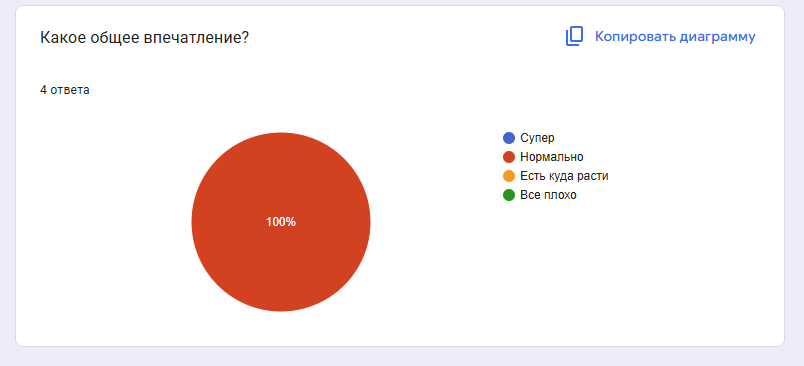 Какое общее впечатление?
Копировать диаграмму
4 ответа
100%
Супер
Нормально
Есть куда расти
Все плохо